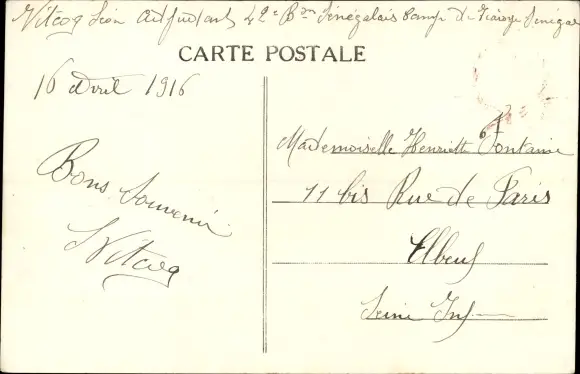 Vitcoq Léon adjudant 42e Bon Sénégalais Camp de Tiaroye Sénégal
CARTE POSTALE
16 Avril 1916
Bons Souvenirs
Vitcoq
Mademoiselle Henriette Fontaine
11 bis Rue de Paris
Elbeuf
Seine Inf